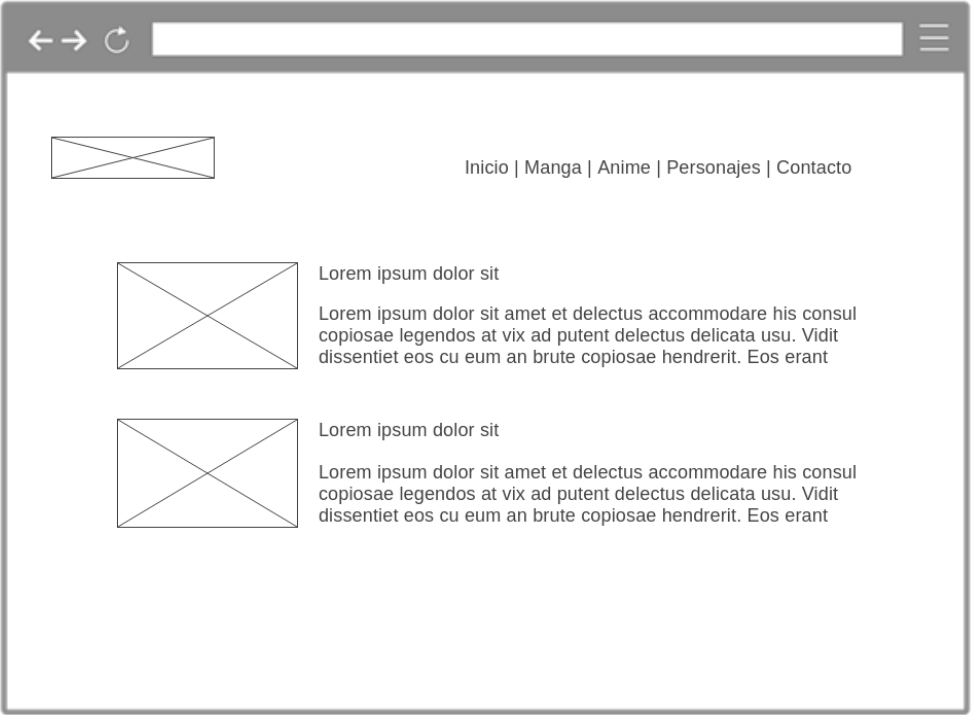 Inicio | Manga | Anime | Personajes | Contacto
Lorem ipsum dolor sit
Lorem ipsum dolor sit amet et delectus accommodare his consul
copiosae legendos at vix ad putent delectus delicata usu. Vidit
dissentiet eos cu eum an brute copiosae hendrerit. Eos erant
Lorem ipsum dolor sit
Lorem ipsum dolor sit amet et delectus accommodare his consul
copiosae legendos at vix ad putent delectus delicata usu. Vidit
dissentiet eos cu eum an brute copiosae hendrerit. Eos erant